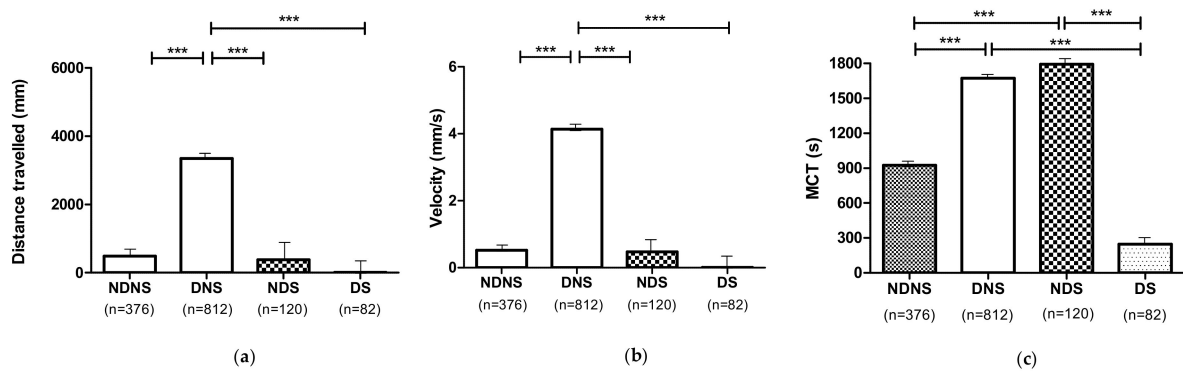 ***
*** ***
6000
4000
2000
0
Distance travelled (mm)
NDNS DNS NDS DS
(n=376) (n=812) (n=120) (n=82)
(a)
***
*** ***
6
4
2
0
Velocity (mm/s)
NDNS DNS NDS DS
(n=376) (n=812) (n=120) (n=82)
(b)
*** ***
*** ***
1800
1500
1200
900
600
300
0
MCT (s)
NDNS DNS NDS DS
(n=376) (n=812) (n=120) (n=82)
(c)